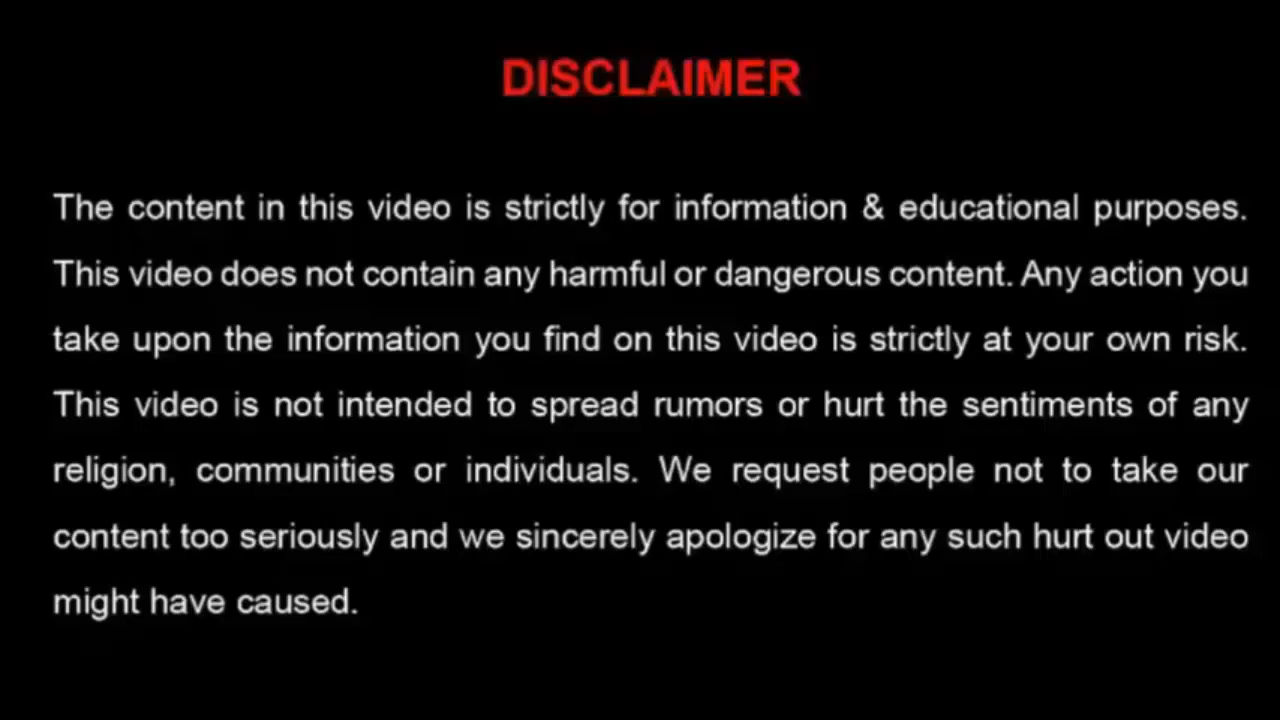 DISCLAIMER
The content in this video is strictly for information & educational purposes.
This video does not contain any harmful or dangerous content. Any action you
take upon the information you find on this video is strictly at your own risk.
This video is not intended to spread rumors or hurt the sentiments of any
religion, communities or individuals. We request people not to take our
content too seriously and we sincerely apologize for any such hurt out video
might have caused.